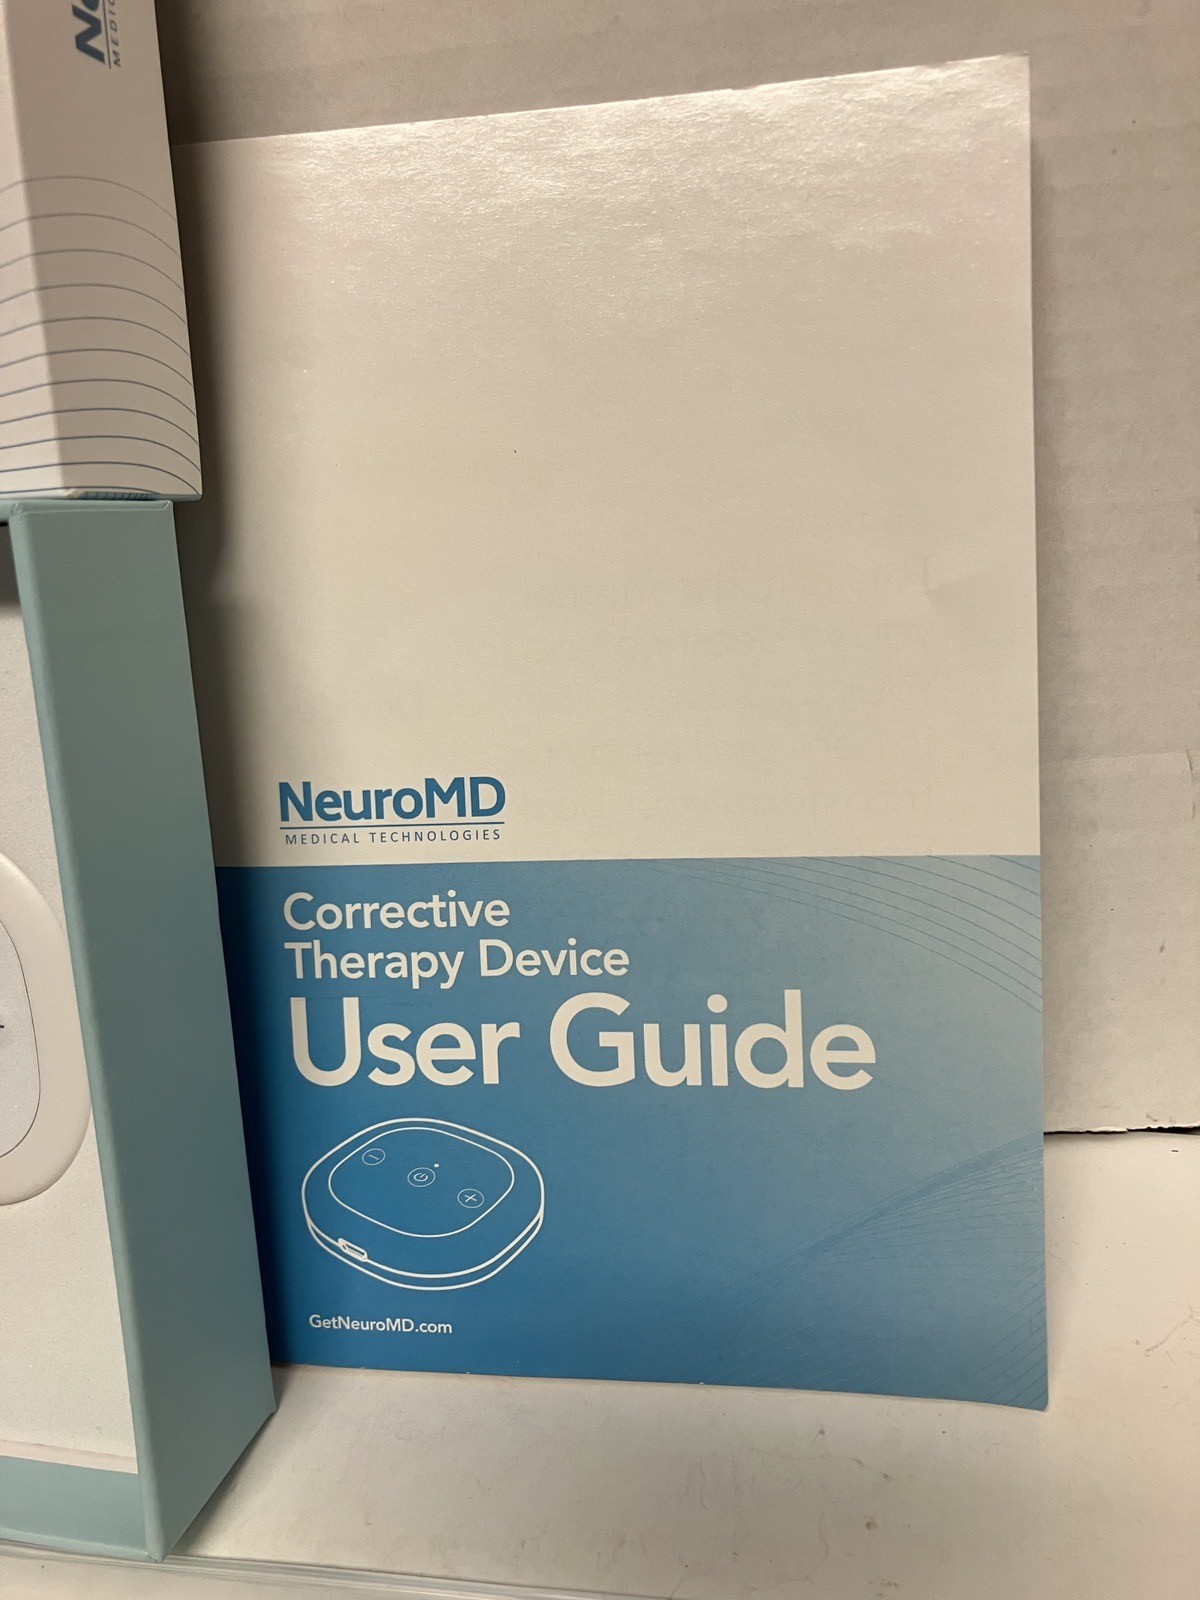 NeuroMD
MEDICAL TECHNOLOGIES
Corrective
Therapy Device
User Guide
GetNeuroMD.com